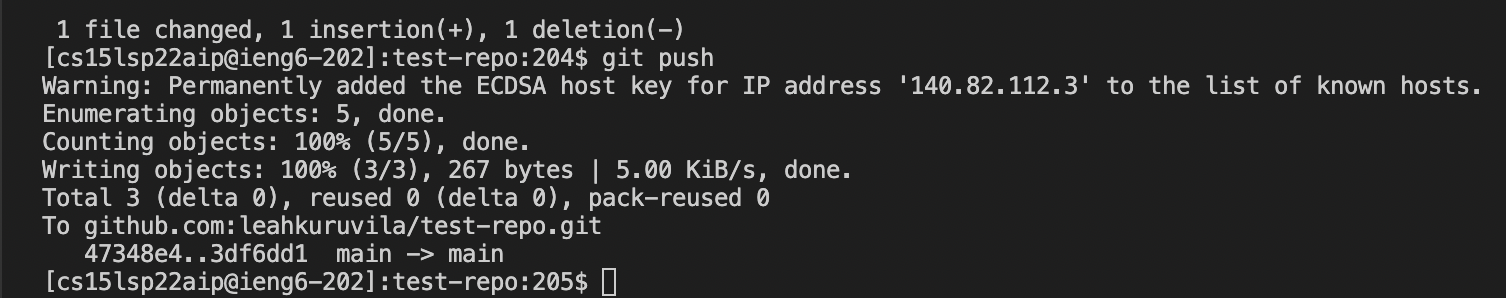 1 file changed, 1 insertion(+), 1 deletion(-)
[cs15lsp22aip@ieng6-202]:test-repo:204$ git push
Warning: Permanently added the ECDSA host key for IP address '140.82.112.3' to the list of known hosts.
Enumerating objects: 5, done.
Counting objects: 100% (5/5), done.
Writing objects: 100% (3/3), 267 bytes | 5.00 KiB/s, done.
Total 3 (delta 0), reused 0 (delta 0), pack-reused 0
To github.com:leahkuruvila/test-repo.git
47348e4..3df6dd1  main -> main
[cs15lsp22aip@ieng6-202]:test-repo:205$